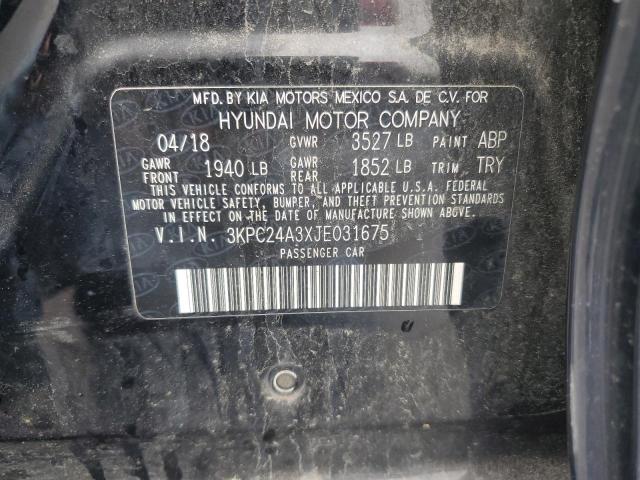 MFD. BY KIA MOTORS MEXICO S.A. DE C.V. FOR
HYUNDAI MOTOR COMPANY
04/18 GVWR 3527 LB PAINT ABP
GAWR FRONT 1940 LB GAWR REAR 1852 LB TRIM TRY
THIS VEHICLE CONFORMS TO ALL APPLICABLE U.S.A. FEDERAL
MOTOR VEHICLE SAFETY, BUMPER, AND THEFT PREVENTION STANDARDS
IN EFFECT ON THE DATE OF MANUFACTURE SHOWN ABOVE.
V.I.N. 3KPC24A3XJE031675
PASSENGER CAR